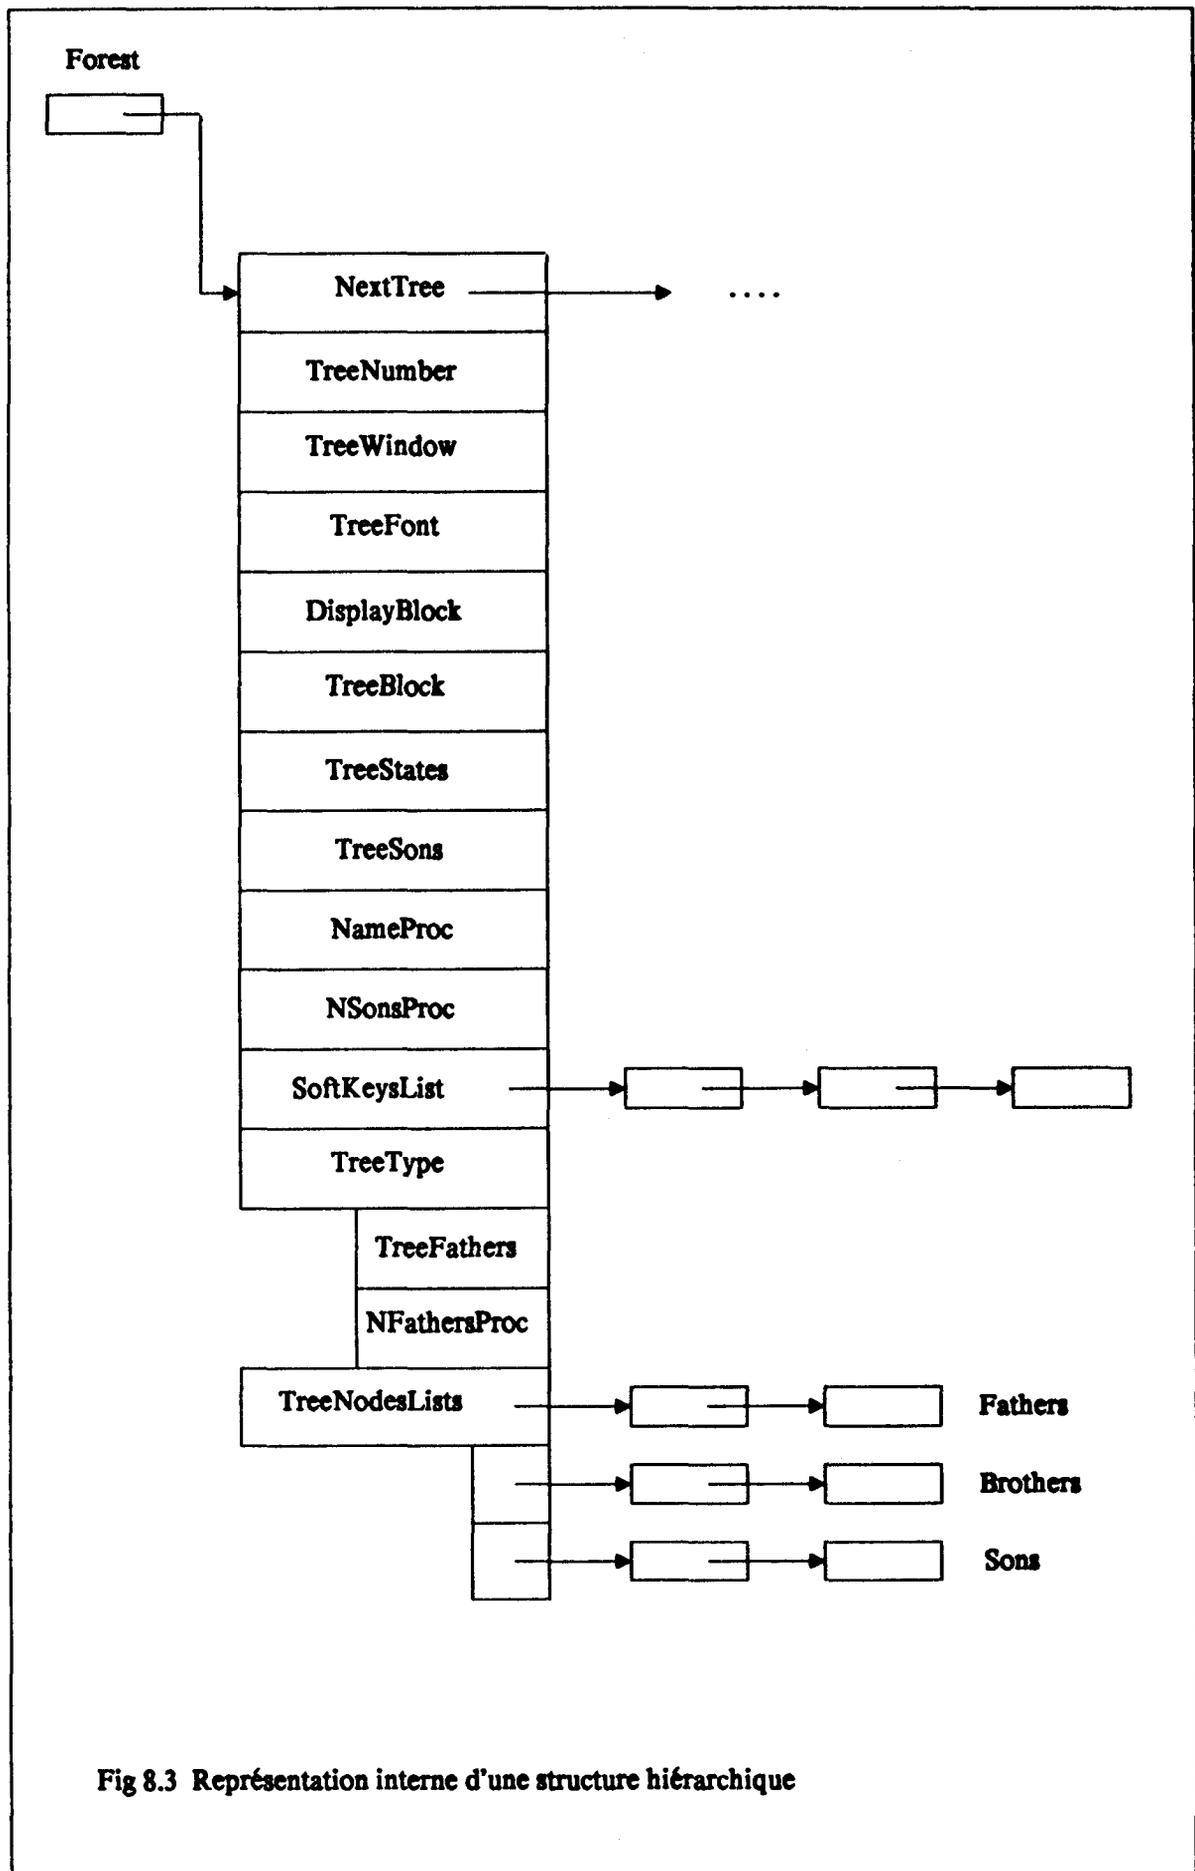 Forest
NextTree ....
TreeNumber
TreeWindow
TreeFont
DisplayBlock
TreeBlock
TreeStates
TreeSons
NameProc
NSonsProc
SoftKeysList
TreeType
TreeFathers
NFathersProc
TreeNodesLists Fathers
Brothers
Sons
Fig 8.3 Représentation interne d'une structure hiérarchique